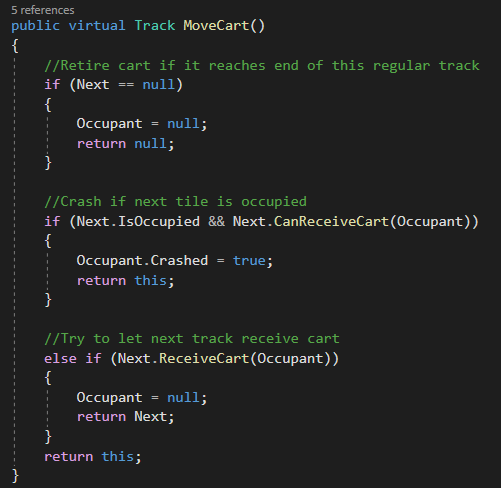 5 references
public virtual Track MoveCart()
{
//Retire cart if it reaches end of this regular track
if (Next == null)
{
Occupant = null;
return null;
}
//Crash if next tile is occupied
if (Next.IsOccupied && Next.CanReceiveCart(Occupant))
{
Occupant.Crashed = true;
return this;
}
//Try to let next track receive cart
else if (Next.ReceiveCart(Occupant))
{
Occupant = null;
return Next;
}
return this;
}